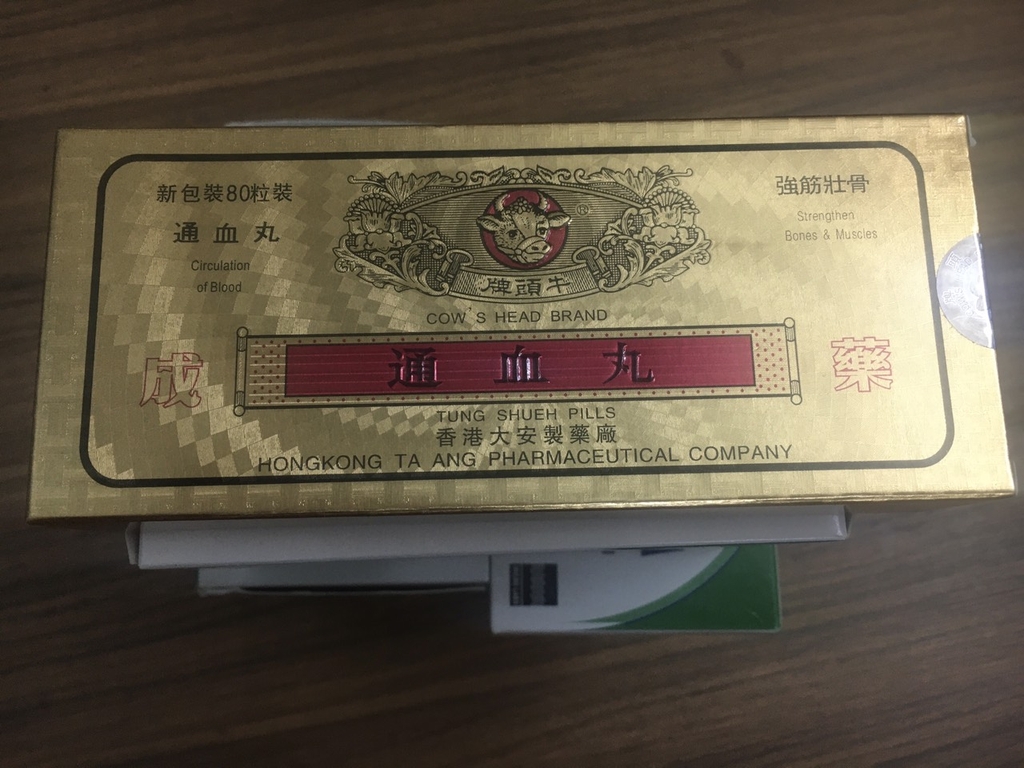 新包裝80粒裝
通血丸
Circulation
of Blood
強筋壯骨
Strengthen
Bones & Muscles
®
牌頭牛
COW'S HEAD BRAND
成
通血丸
藥
TUNG SHUEH PILLS
香港大安製藥廠
HONGKONG TA ANG PHARMACEUTICAL COMPANY